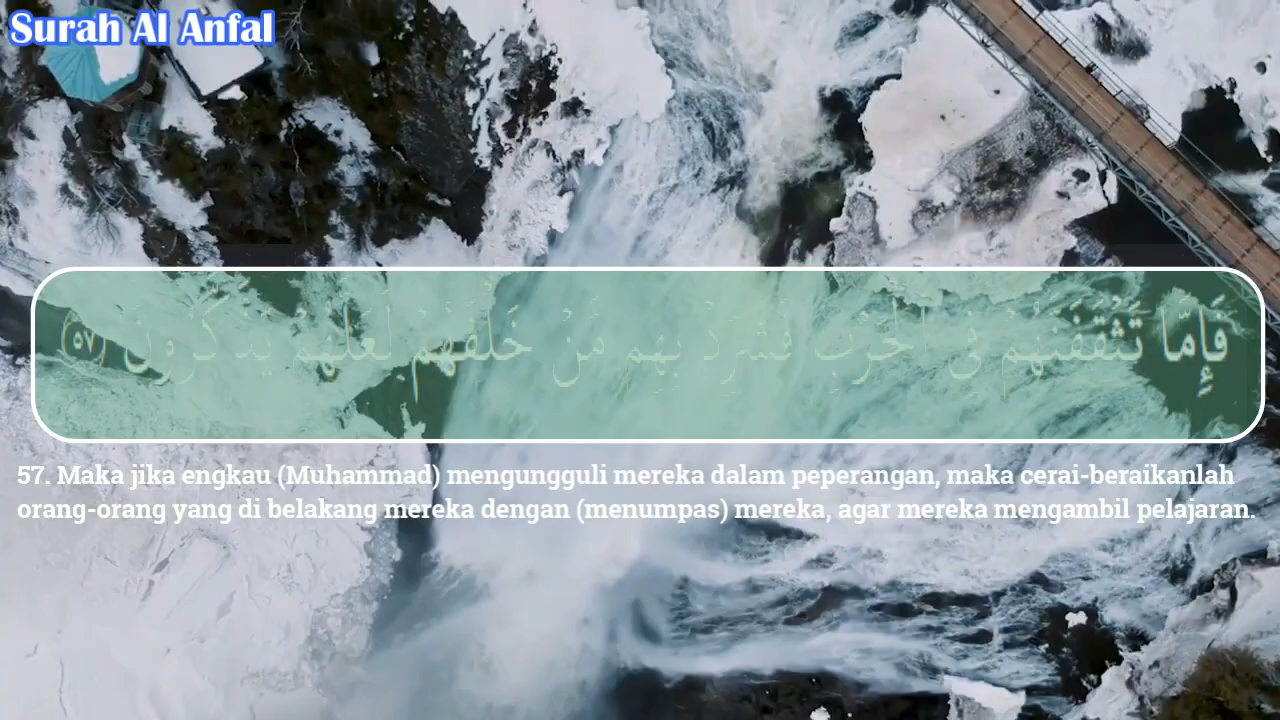 Surah Al Anfal
فَإِمَّا تَثْقَفَنَّهُمْ فِي الْحَرْبِ فَشَرِّدْ بِهِم مَّنْ خَلْفَهُمْ لَعَلَّهُمْ يَذَّكَّرُونَ ﴿٥٧﴾
57. Maka jika engkau (Muhammad) mengungguli mereka dalam peperangan, maka cerai-beraikanlah
orang-orang yang di belakang mereka dengan (menumpas) mereka, agar mereka mengambil pelajaran.